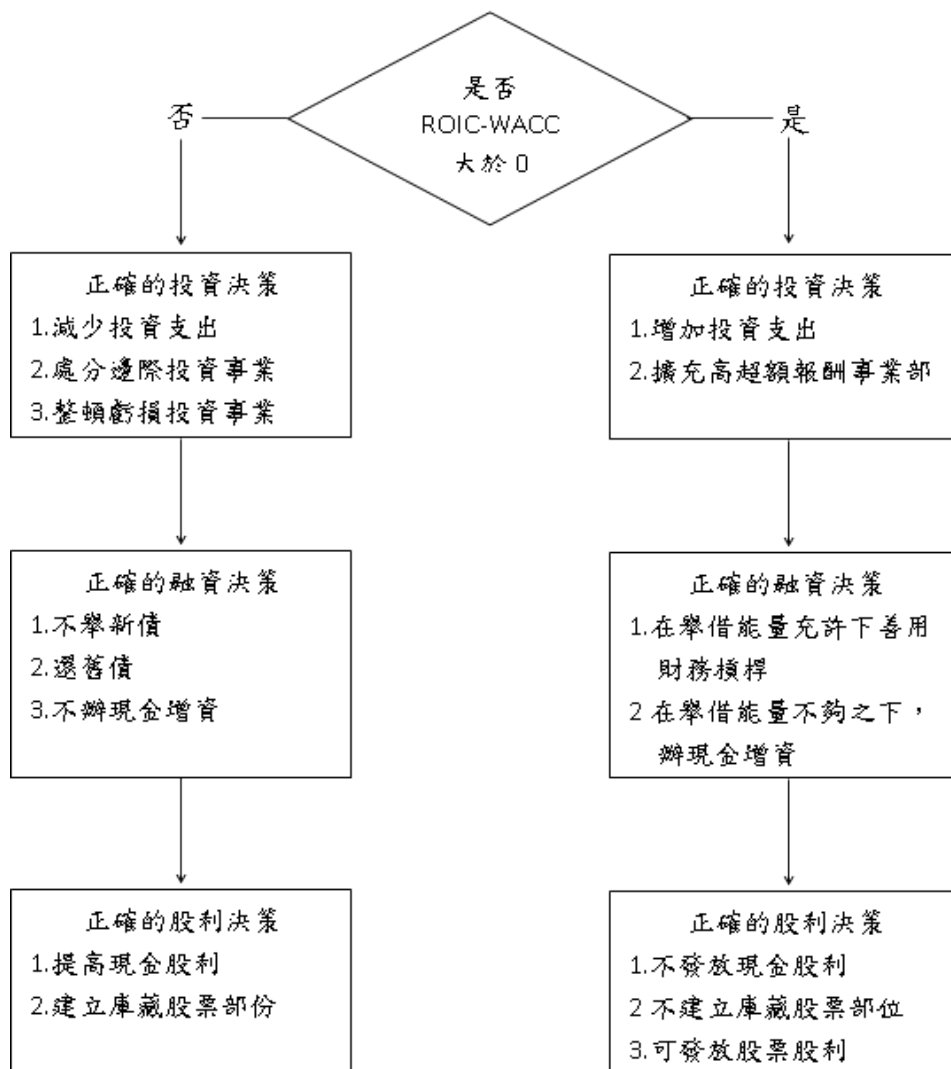 是否
ROIC-WACC
大於 0
否
是
正確的投資決策
1.減少投資支出
2.處分邊際投資事業
3.整頓虧損投資事業
正確的投資決策
1.增加投資支出
2.擴充高超額報酬事業部
正確的融資決策
1.不舉新債
2.還舊債
3.不辦現金增資
正確的融資決策
1.在舉借能量充許下善用
財務槓桿
2 在舉借能量不夠之下，
辦現金增資
正確的股利決策
1.提高現金股利
2.建立庫藏股票部份
正確的股利決策
1.不發放現金股利
2 不建立庫藏股票部位
3.可發放股票股利